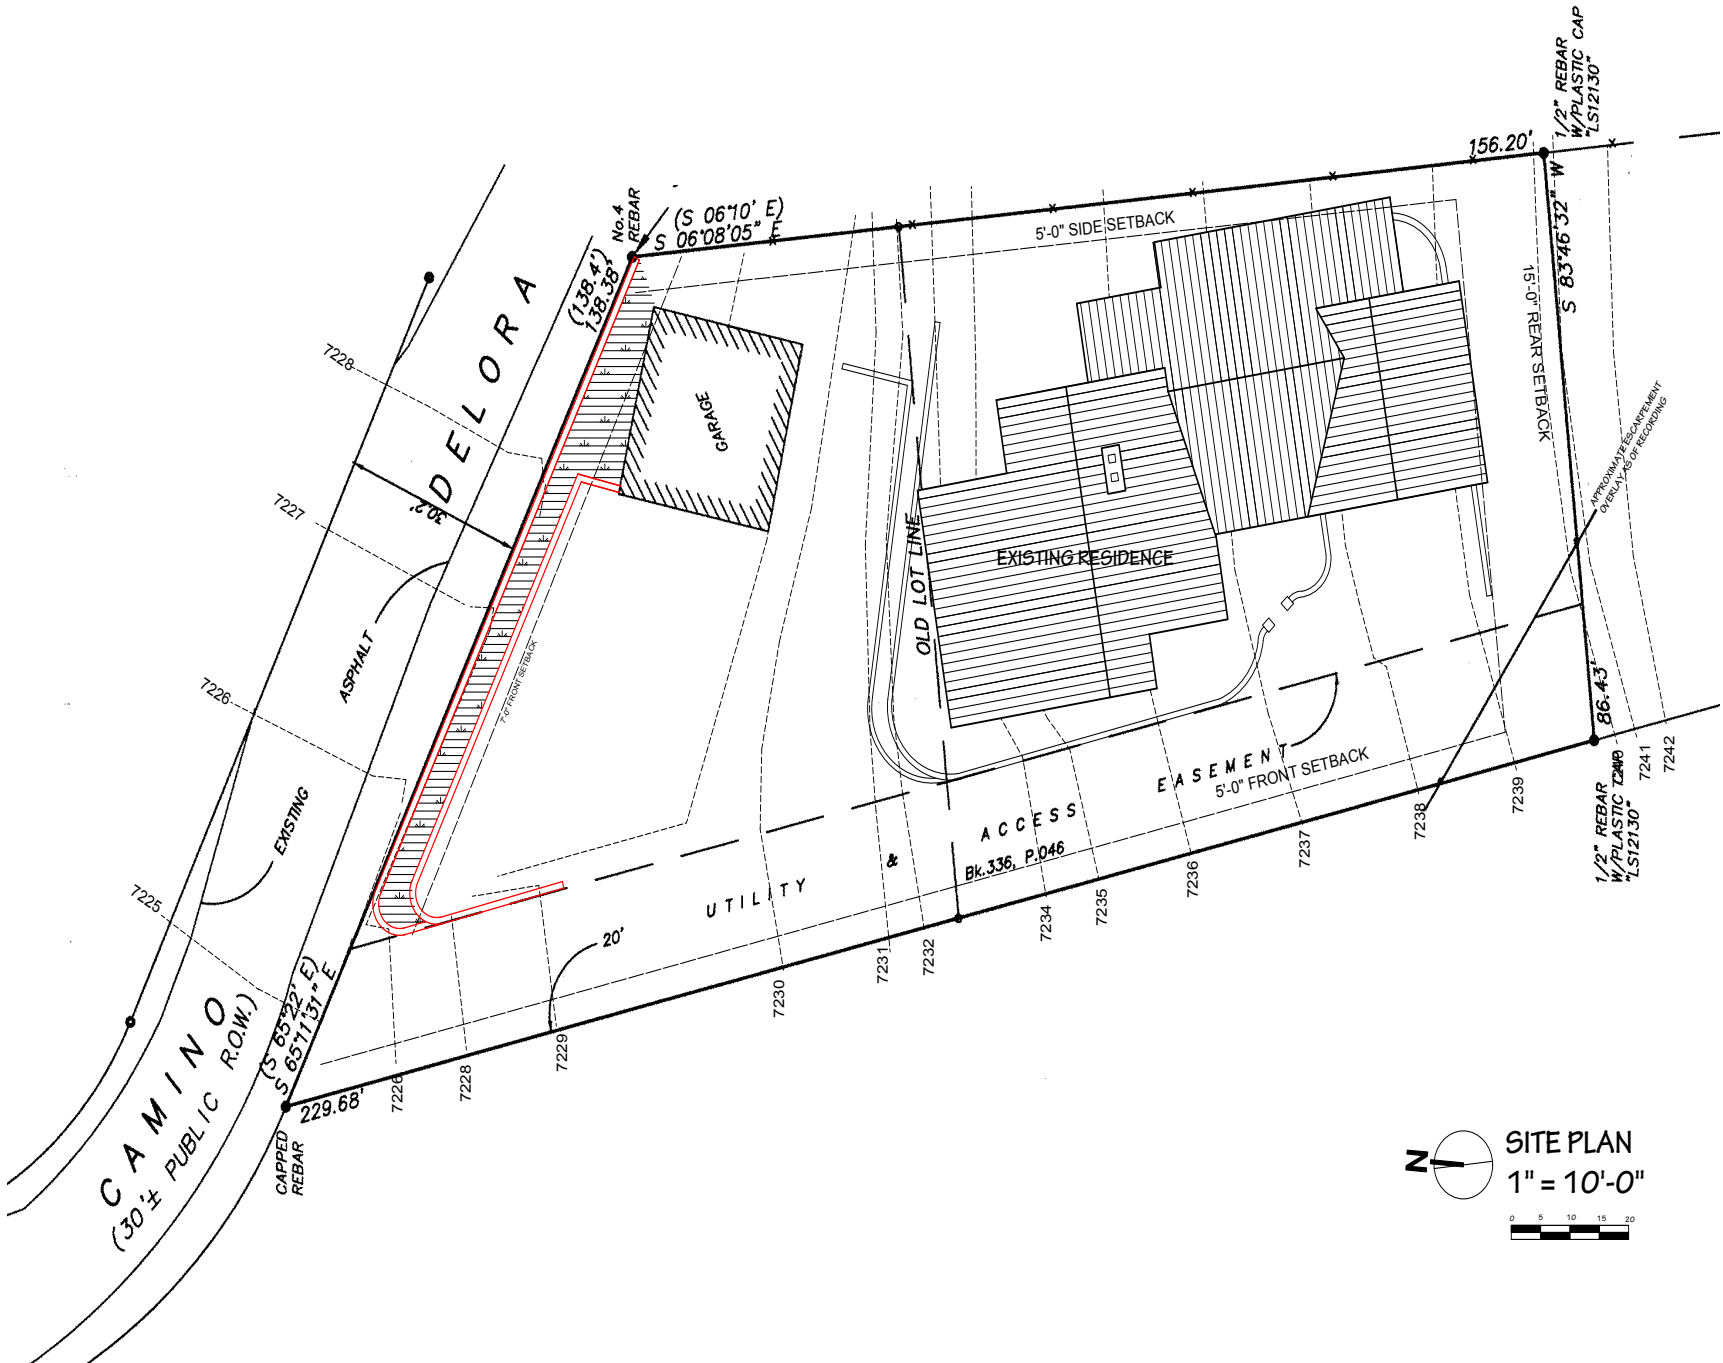 1/2" REBAR
W/PLASTIC CAP
"LS12130"
156.20'
S 83°46'32" W
No.4
REBAR
(S 06°10' E)
S 06°08'05" E
(138.4')
138.38'
5'-0" SIDE SETBACK
15'-0" REAR SETBACK
APPROXIMATE ESCARPEMENT
OVERLAY AS OF RECORDING
DELORA
7228
7227
7226
7225
30.2'
GARAGE
ASPHALT
EXISTING
7'-0" FRONT SETBACK
OLD LOT LINE
EXISTING RESIDENCE
UTILITY & ACCESS EASEMENT
Bk.336, P.046
5'-0" FRONT SETBACK
20'
86.43'
1/2" REBAR
W/PLASTIC CAP
"LS12130"
7226
7228
7229
7230
7231
7232
7234
7235
7236
7237
7238
7239
7240
7241
7242
(S 65°22' E)
S 65°11'31" E
229.68'
CAPPED
REBAR
CAMINO
(30'± PUBLIC R.O.W.)
N
SITE PLAN
1" = 10'-0"
0 5 10 15 20